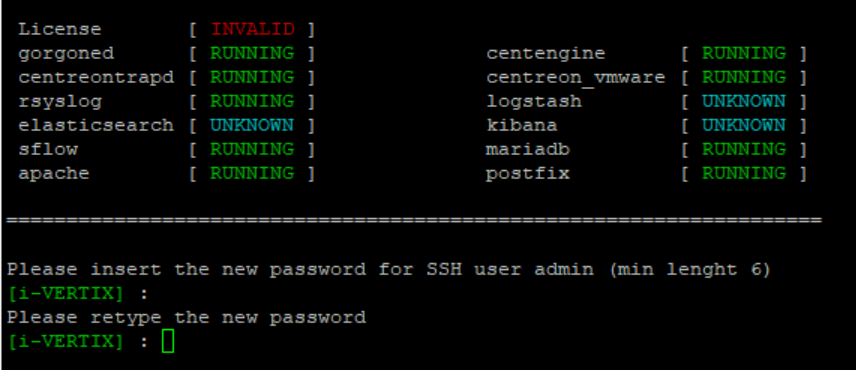 License [ INVALID ]
gorgoned [ RUNNING ] centengine [ RUNNING ]
centreontrapd [ RUNNING ] centreon_vmware [ RUNNING ]
rsyslog [ RUNNING ] logstash [ UNKNOWN ]
elasticsearch [ UNKNOWN ] kibana [ UNKNOWN ]
sflow [ RUNNING ] mariadb [ RUNNING ]
apache [ RUNNING ] postfix [ RUNNING ]
====================================================================
Please insert the new password for SSH user admin (min lenght 6)
[i-VERTIX] :
Please retype the new password
[i-VERTIX] :